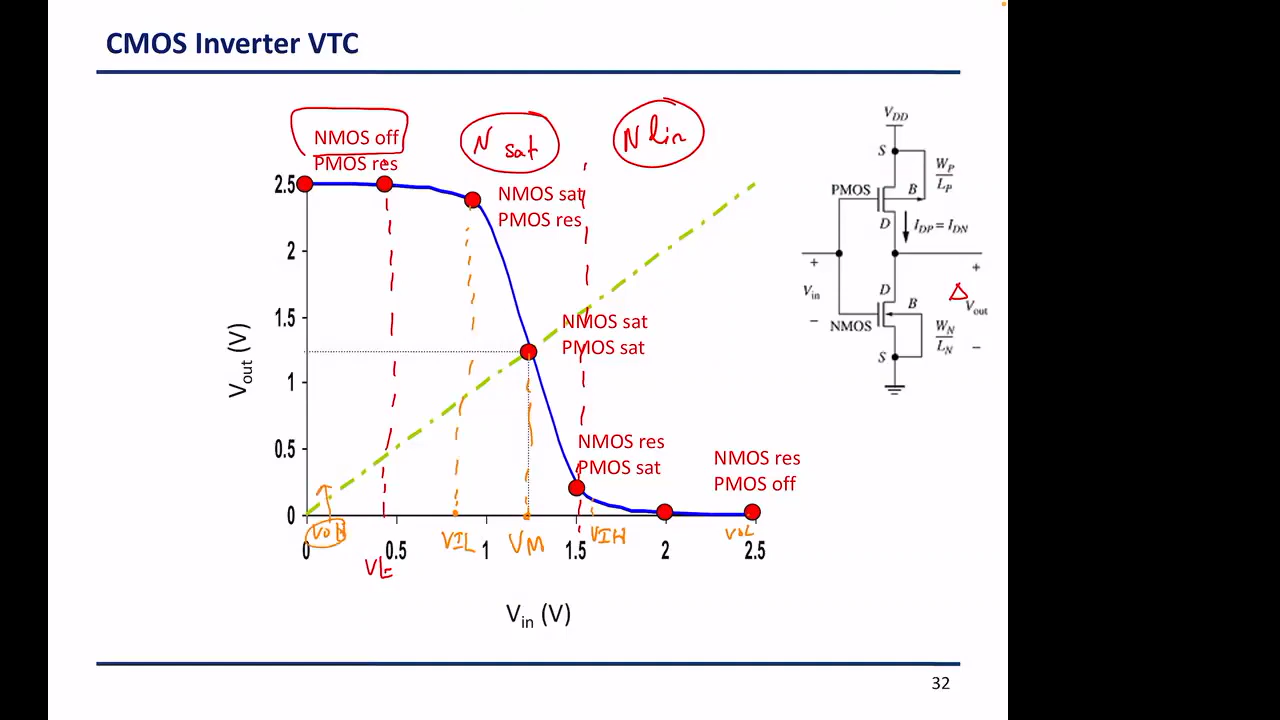 CMOS Inverter VTC
NMOS off
PMOS res
N sat
N lin
NMOS sat
PMOS res
NMOS sat
PMOS sat
NMOS res
PMOS sat
NMOS res
PMOS off
2.5
2
1.5
1
0.5
0
Vout (V)
VOH
VIL
VM
VIH
VOL
0
0.5
1
1.5
2
2.5
Vin (V)
VDD
S
WP
LP
PMOS
B
D
IDP = IDN
+
+
Vin
D
B
Vout
–
NMOS
WN
LN
–
S
32